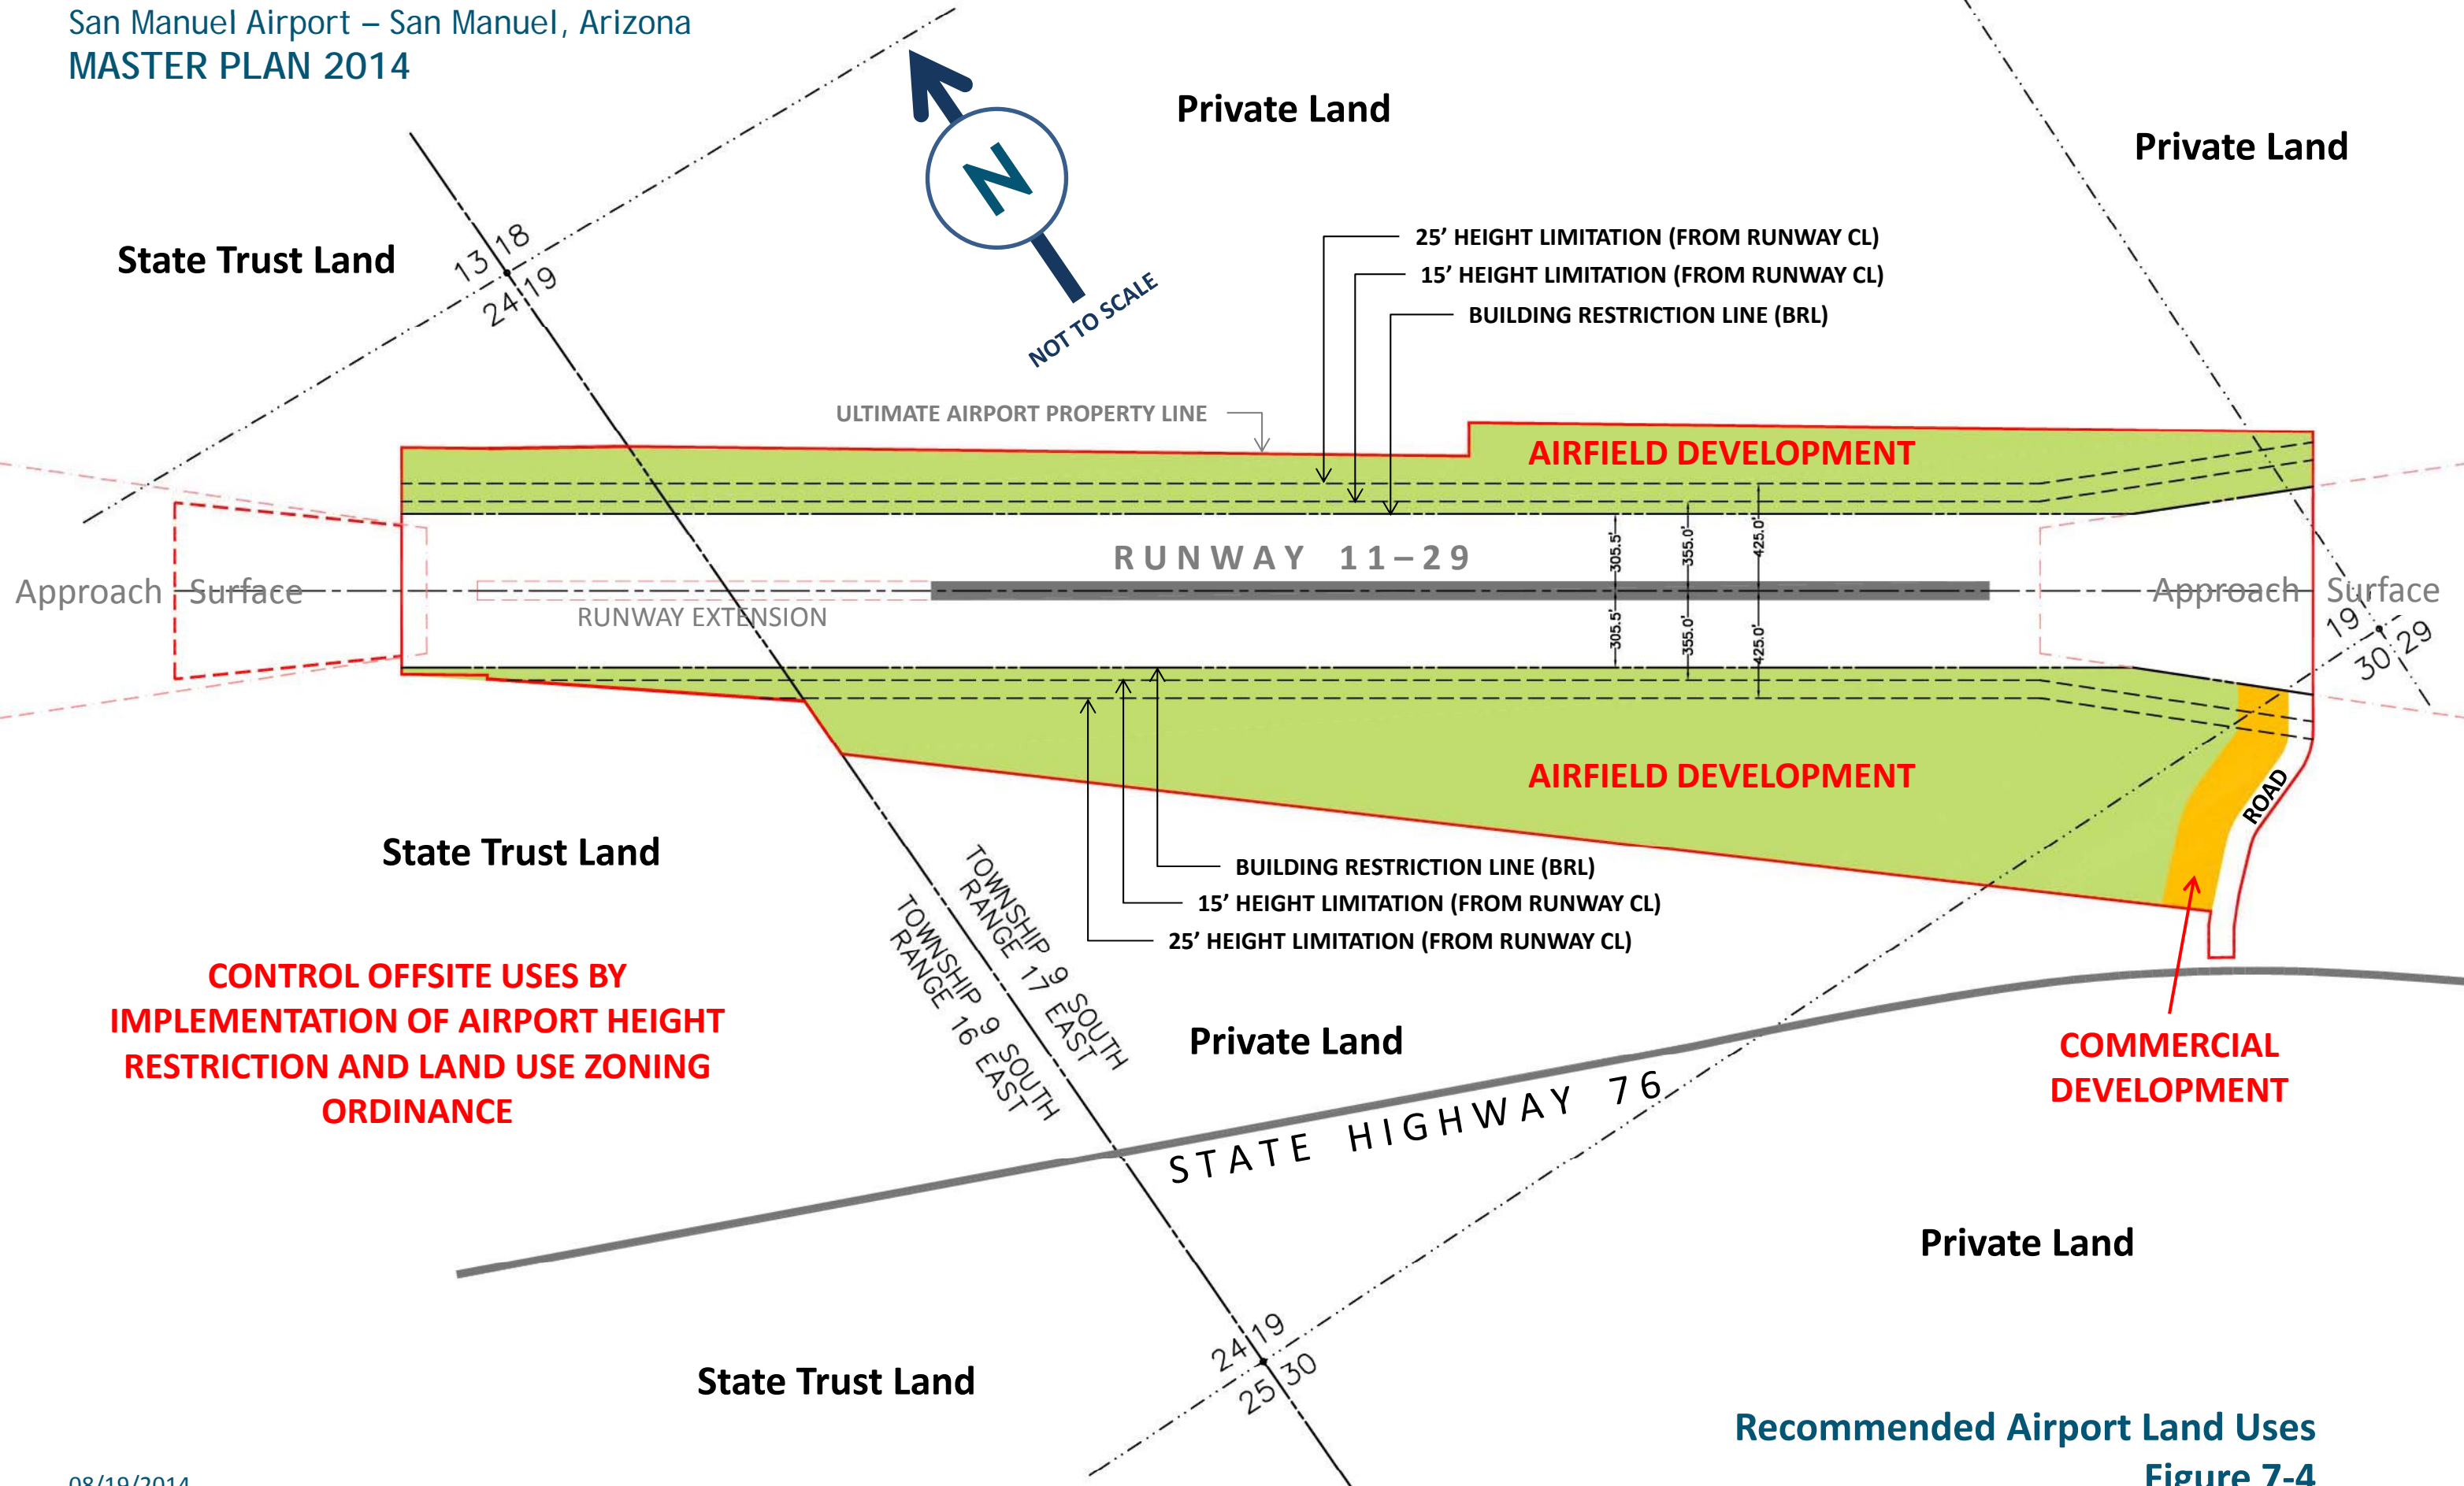 San Manuel Airport – San Manuel, Arizona
MASTER PLAN 2014
N
NOT TO SCALE
Private Land
Private Land
State Trust Land
13 18
24 19
25’ HEIGHT LIMITATION (FROM RUNWAY CL)
15’ HEIGHT LIMITATION (FROM RUNWAY CL)
BUILDING RESTRICTION LINE (BRL)
ULTIMATE AIRPORT PROPERTY LINE
AIRFIELD DEVELOPMENT
RUNWAY 11–29
305.5'
355.0'
425.0'
Approach Surface
RUNWAY EXTENSION
Approach Surface
305.5'
355.0'
425.0'
19 29
30
AIRFIELD DEVELOPMENT
ROAD
State Trust Land
BUILDING RESTRICTION LINE (BRL)
15’ HEIGHT LIMITATION (FROM RUNWAY CL)
25’ HEIGHT LIMITATION (FROM RUNWAY CL)
TOWNSHIP 9 SOUTH
RANGE 17 EAST
TOWNSHIP 9 SOUTH
RANGE 16 EAST
CONTROL OFFSITE USES BY
IMPLEMENTATION OF AIRPORT HEIGHT
RESTRICTION AND LAND USE ZONING
ORDINANCE
Private Land
COMMERCIAL
DEVELOPMENT
STATE HIGHWAY 76
Private Land
24 19
25 30
State Trust Land
Recommended Airport Land Uses
Figure 7-4
08/19/2014